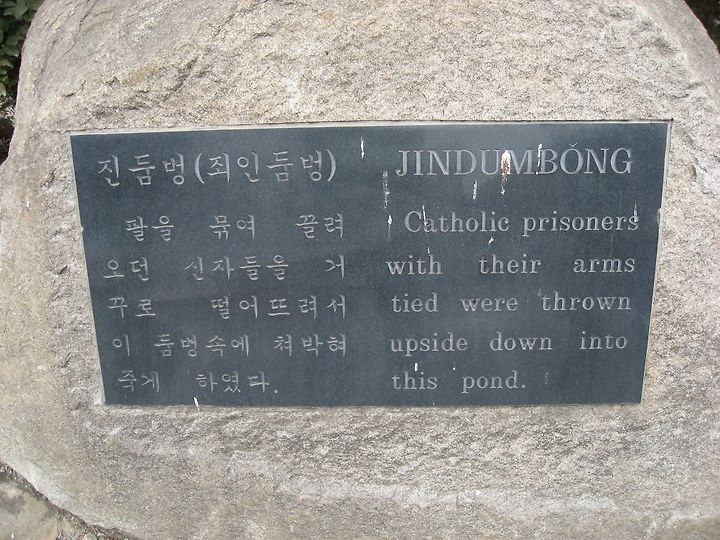 진둠벙(죄인둠벙)
팔을 묶여 끌려
오던 신자들을 거
꾸로 떨어뜨려서
이 둠벙속에 쳐박혀
죽게 하였다.
JINDUMBǑNG
Catholic prisoners
with their arms
tied were thrown
upside down into
this pond.